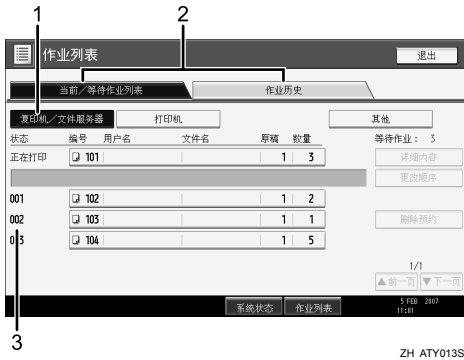 1
2
作业列表
退出
当前／等待作业列表
作业历史
复印机／文件服务器
打印机
其他
状态 编号 用户名 文件名 原稿 数量
等待作业： 3
正在打印 101 1 3
详细内容
更改顺序
001 102 1 2
002 103 1 1
删除预约
003 104 1 5
1/1
▲前一页 ▼下一页
系统状态 作业列表
5 FEB 2007
11:01
3
ZH ATY013S